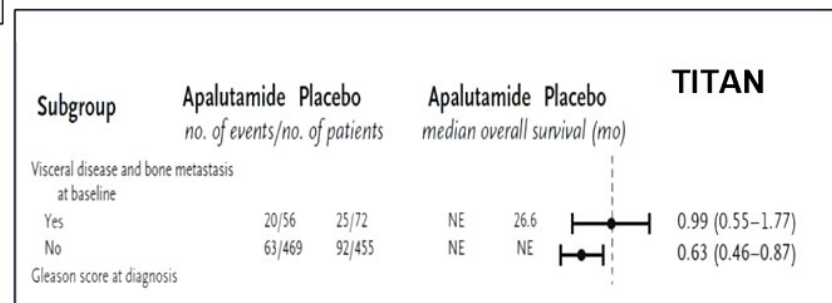 TITAN
Subgroup Apalutamide Placebo Apalutamide Placebo
no. of events/no. of patients median overall survival (mo)
Visceral disease and bone metastasis
at baseline
Yes 20/56 25/72 NE 26.6 0.99 (0.55–1.77)
No 63/469 92/455 NE NE 0.63 (0.46–0.87)
Gleason score at diagnosis